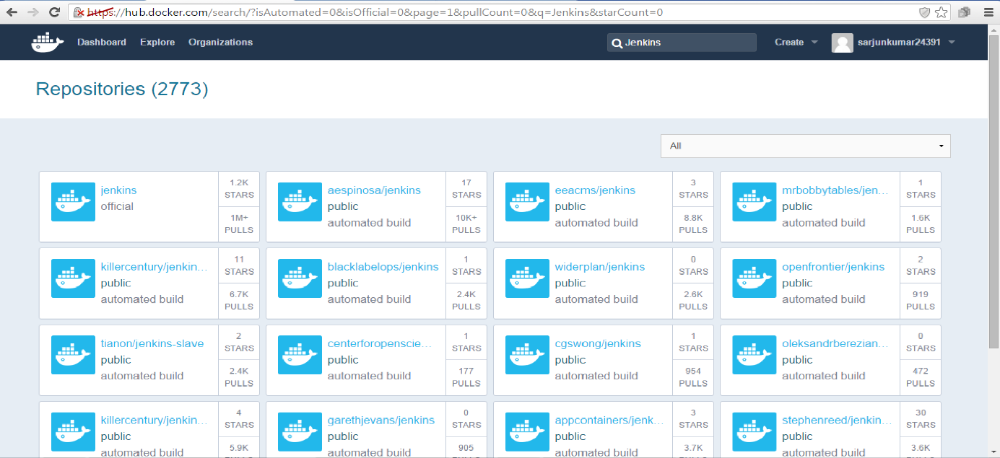 https://hub.docker.com/search/?isAutomated=0&isOfficial=0&page=1&pullCount=0&q=Jenkins&starCount=0
Dashboard Explore Organizations Jenkins Create sarjunkumar24391
Repositories (2773)
All
jenkins
official
1.2K
STARS
1M+
PULLS
aespinosa/jenkins
public
automated build
17
STARS
10K+
PULLS
eeacms/jenkins
public
automated build
3
STARS
8.8K
PULLS
mrbobbytables/jen...
public
automated build
1
STARS
1.6K
PULLS
killercentury/jenkin...
public
automated build
11
STARS
6.7K
PULLS
blacklabelops/jenkins
public
automated build
1
STARS
2.4K
PULLS
widerplan/jenkins
public
automated build
0
STARS
2.6K
PULLS
openfrontier/jenkins
public
automated build
2
STARS
919
PULLS
tianon/jenkins-slave
public
automated build
2
STARS
2.4K
PULLS
centerforopenscie...
public
automated build
1
STARS
177
PULLS
cgswong/jenkins
public
automated build
1
STARS
954
PULLS
oleksandrberezian...
public
automated build
0
STARS
472
PULLS
killercentury/jenkin...
public
automated build
4
STARS
5.9K
PULLS
garethjevans/jenkins
public
automated build
0
STARS
905
PULLS
appcontainers/jenk...
public
automated build
3
STARS
3.7K
PULLS
stephenreed/jenkin...
public
automated build
30
STARS
3.6K
PULLS